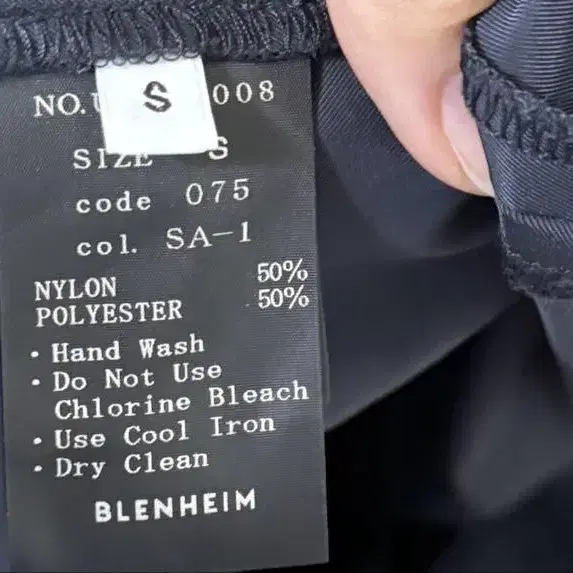 S
NO. 008
SIZE S
code 075
col. SA-1
NYLON 50%
POLYESTER 50%
• Hand Wash
• Do Not Use
Chlorine Bleach
• Use Cool Iron
• Dry Clean
BLENHEIM